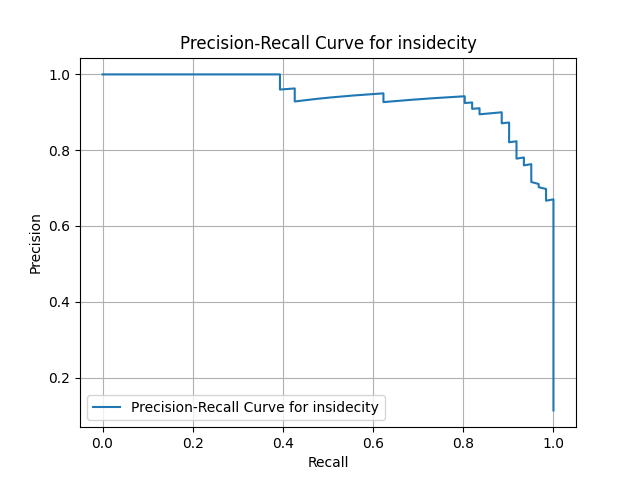 Precision-Recall Curve for insidecity
1.0
0.8
0.6
0.4
0.2
Precision
Precision-Recall Curve for insidecity
0.0 0.2 0.4 0.6 0.8 1.0
Recall